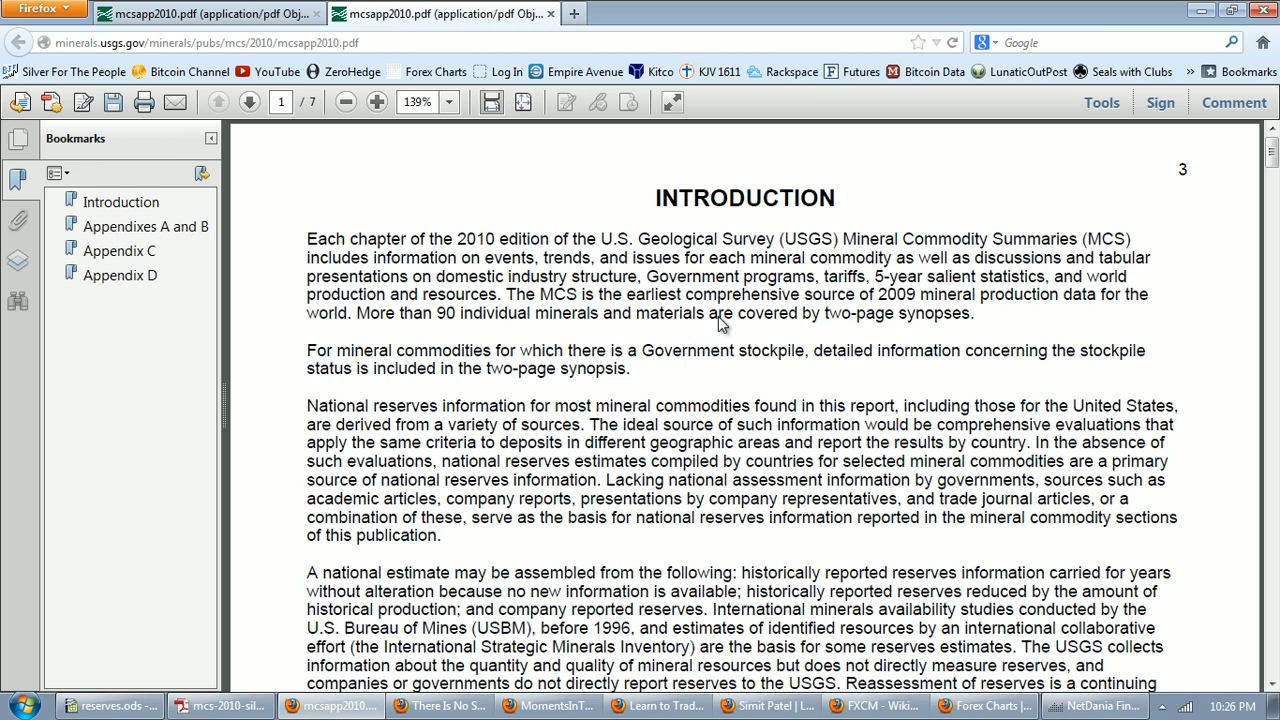 Firefox
mcsapp2010.pdf (application/pdf Obj...
mcsapp2010.pdf (application/pdf Obj...
minerals.usgs.gov/minerals/pubs/mcs/2010/mcsapp2010.pdf
Google
Silver For The People
Bitcoin Channel
YouTube
ZeroHedge
Forex Charts
Log In
Empire Avenue
Kitco
KJV 1611
Rackspace
Futures
Bitcoin Data
LunaticOutPost
Seals with Clubs
»
Bookmarks
1 / 7
139%
Tools
Sign
Comment
Bookmarks
Introduction
Appendixes A and B
Appendix C
Appendix D
3
INTRODUCTION
Each chapter of the 2010 edition of the U.S. Geological Survey (USGS) Mineral Commodity Summaries (MCS)
includes information on events, trends, and issues for each mineral commodity as well as discussions and tabular
presentations on domestic industry structure, Government programs, tariffs, 5-year salient statistics, and world
production and resources. The MCS is the earliest comprehensive source of 2009 mineral production data for the
world. More than 90 individual minerals and materials are covered by two-page synopses.
For mineral commodities for which there is a Government stockpile, detailed information concerning the stockpile
status is included in the two-page synopsis.
National reserves information for most mineral commodities found in this report, including those for the United States,
are derived from a variety of sources. The ideal source of such information would be comprehensive evaluations that
apply the same criteria to deposits in different geographic areas and report the results by country. In the absence of
such evaluations, national reserves estimates compiled by countries for selected mineral commodities are a primary
source of national reserves information. Lacking national assessment information by governments, sources such as
academic articles, company reports, presentations by company representatives, and trade journal articles, or a
combination of these, serve as the basis for national reserves information reported in the mineral commodity sections
of this publication.
A national estimate may be assembled from the following: historically reported reserves information carried for years
without alteration because no new information is available; historically reported reserves reduced by the amount of
historical production; and company reported reserves. International minerals availability studies conducted by the
U.S. Bureau of Mines (USBM), before 1996, and estimates of identified resources by an international collaborative
effort (the International Strategic Minerals Inventory) are the basis for some reserves estimates. The USGS collects
information about the quantity and quality of mineral resources but does not directly measure reserves, and
companies or governments do not directly report reserves to the USGS. Reassessment of reserves is a continuing
reserves.ods -...
mcs-2010-sil...
mcsapp2010....
There Is No S...
MomentsInT...
Learn to Trad...
Simit Patel | L...
FXCM - Wiki...
Forex Charts |...
NetDania Fin...
10:26 PM